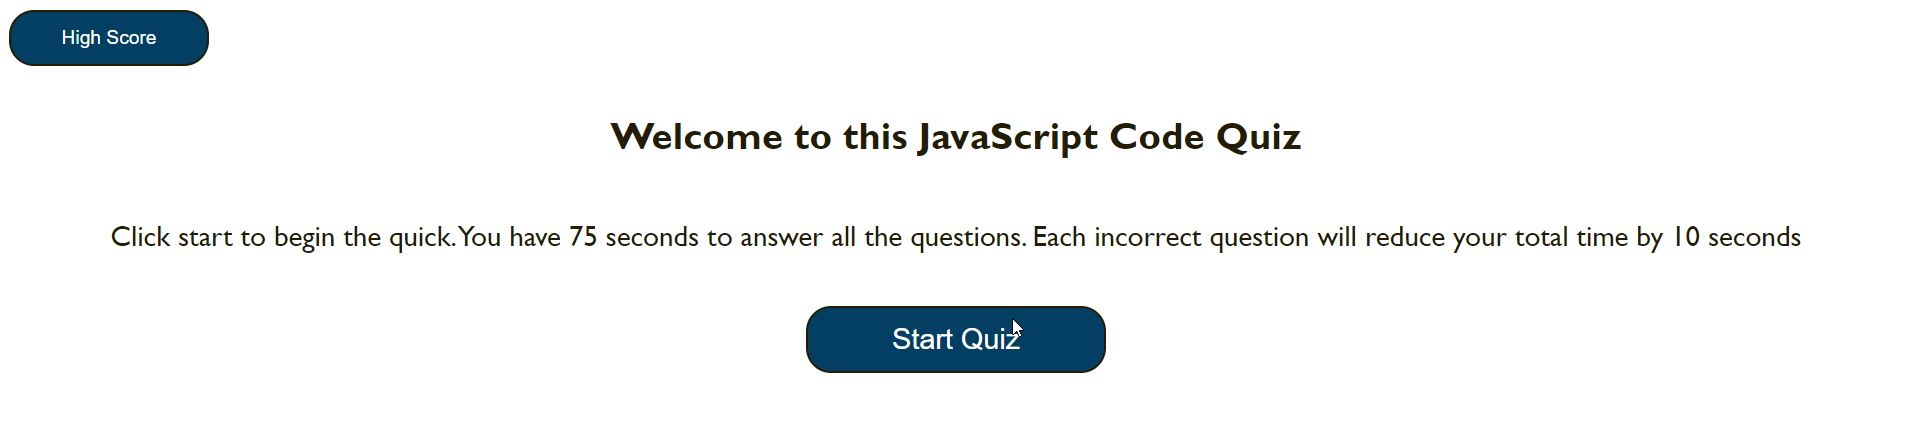 High Score
Welcome to this JavaScript Code Quiz
Click start to begin the quick. You have 75 seconds to answer all the questions. Each incorrect question will reduce your total time by 10 seconds
Start Quiz